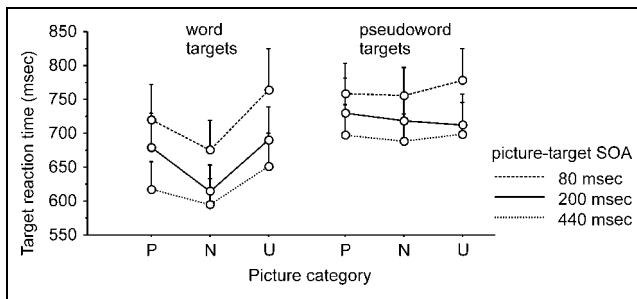 850
800
750
700
650
600
550
Target reaction time (msec)
word
targets
pseudoword
targets
P N U P N U
Picture category
picture-target SOA
80 msec
200 msec
440 msec